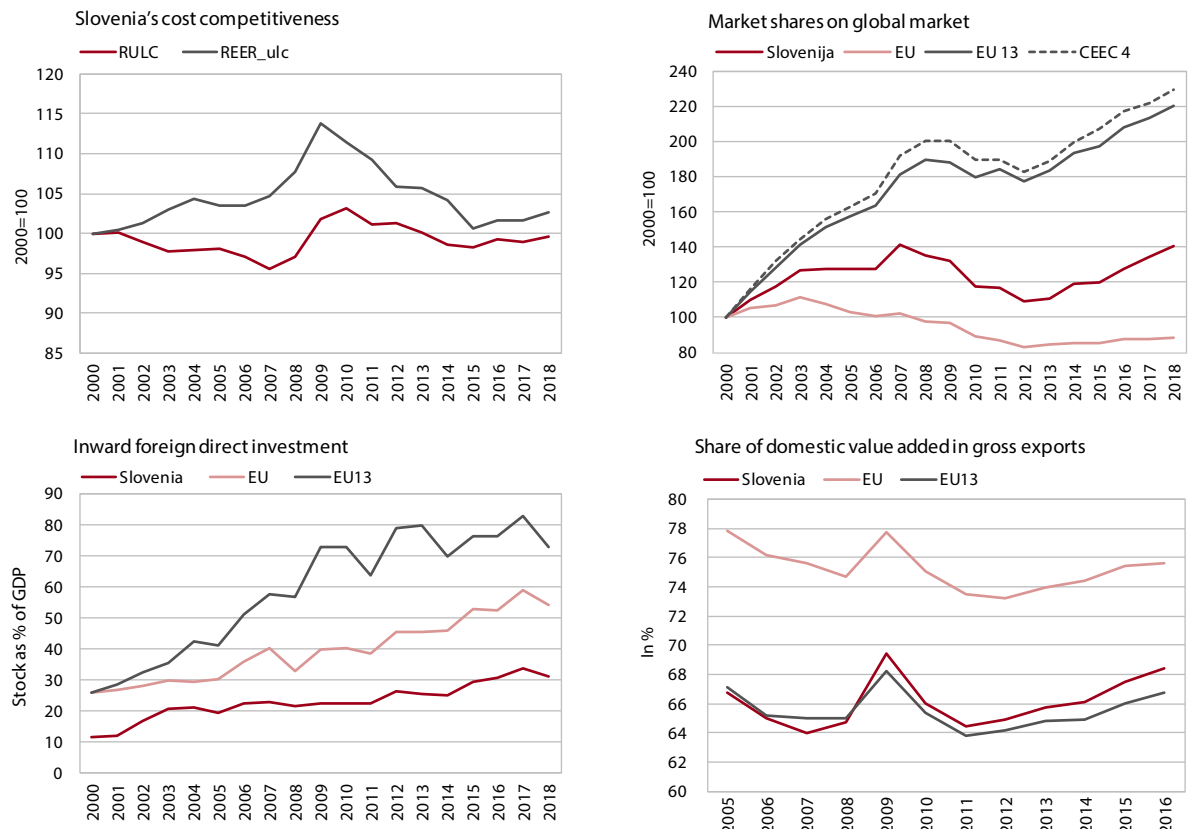 Slovenia's cost competitiveness
RULC REER_ulc
120
115
110
105
100
95
90
85
2000=100
2000 2001 2002 2003 2004 2005 2006 2007 2008 2009 2010 2011 2012 2013 2014 2015 2016 2017 2018
Market shares on global market
Slovenija EU EU 13 CEEC 4
240
220
200
180
160
140
120
100
80
2000=100
2000 2001 2002 2003 2004 2005 2006 2007 2008 2009 2010 2011 2012 2013 2014 2015 2016 2017 2018
Inward foreign direct investment
Slovenia EU EU13
90
80
70
60
50
40
30
20
10
0
Stock as % of GDP
2000 2001 2002 2003 2004 2005 2006 2007 2008 2009 2010 2011 2012 2013 2014 2015 2016 2017 2018
Share of domestic value added in gross exports
Slovenia EU EU13
80
78
76
74
72
70
68
66
64
62
60
In %
2005 2006 2007 2008 2009 2010 2011 2012 2013 2014 2015 2016